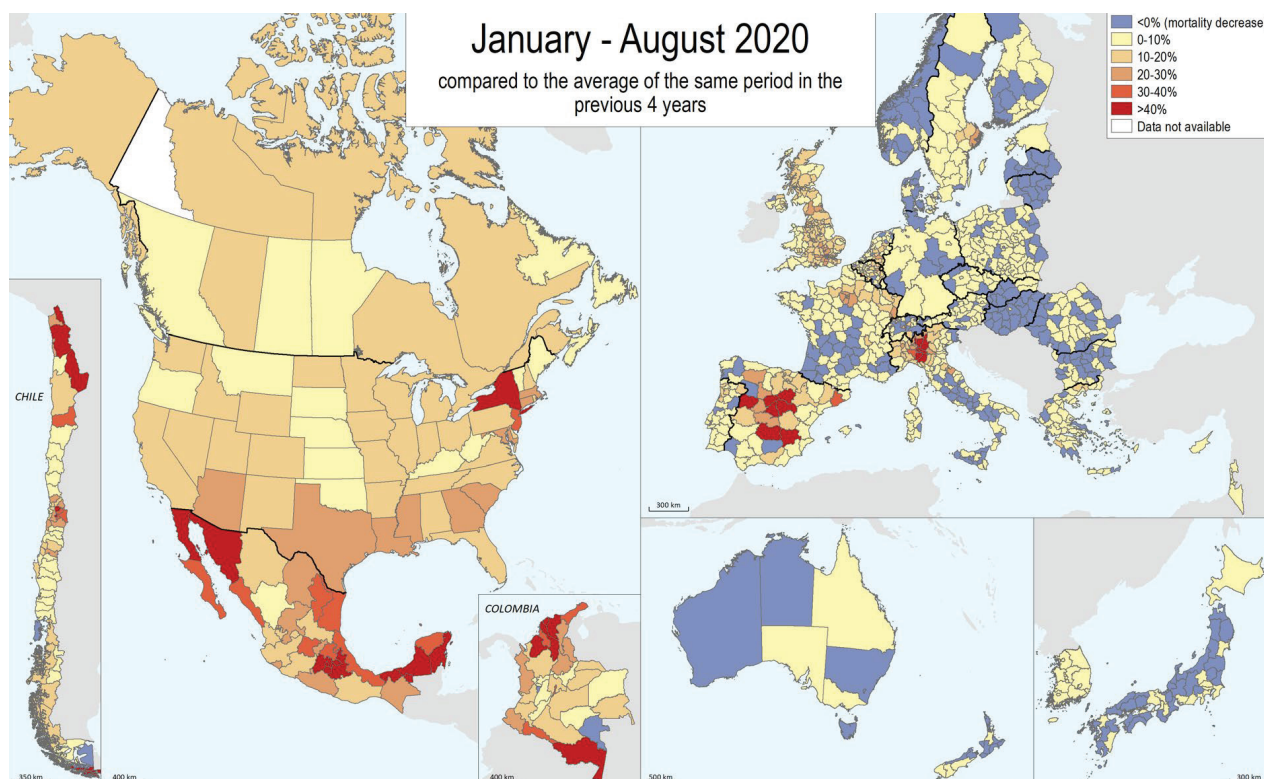 January - August 2020
compared to the average of the same period in the
previous 4 years
<0% (mortality decrease
0-10%
10-20%
20-30%
30-40%
>40%
Data not available
CHILE
COLOMBIA
300 km
350 km
400 km
400 km
500 km
300 km